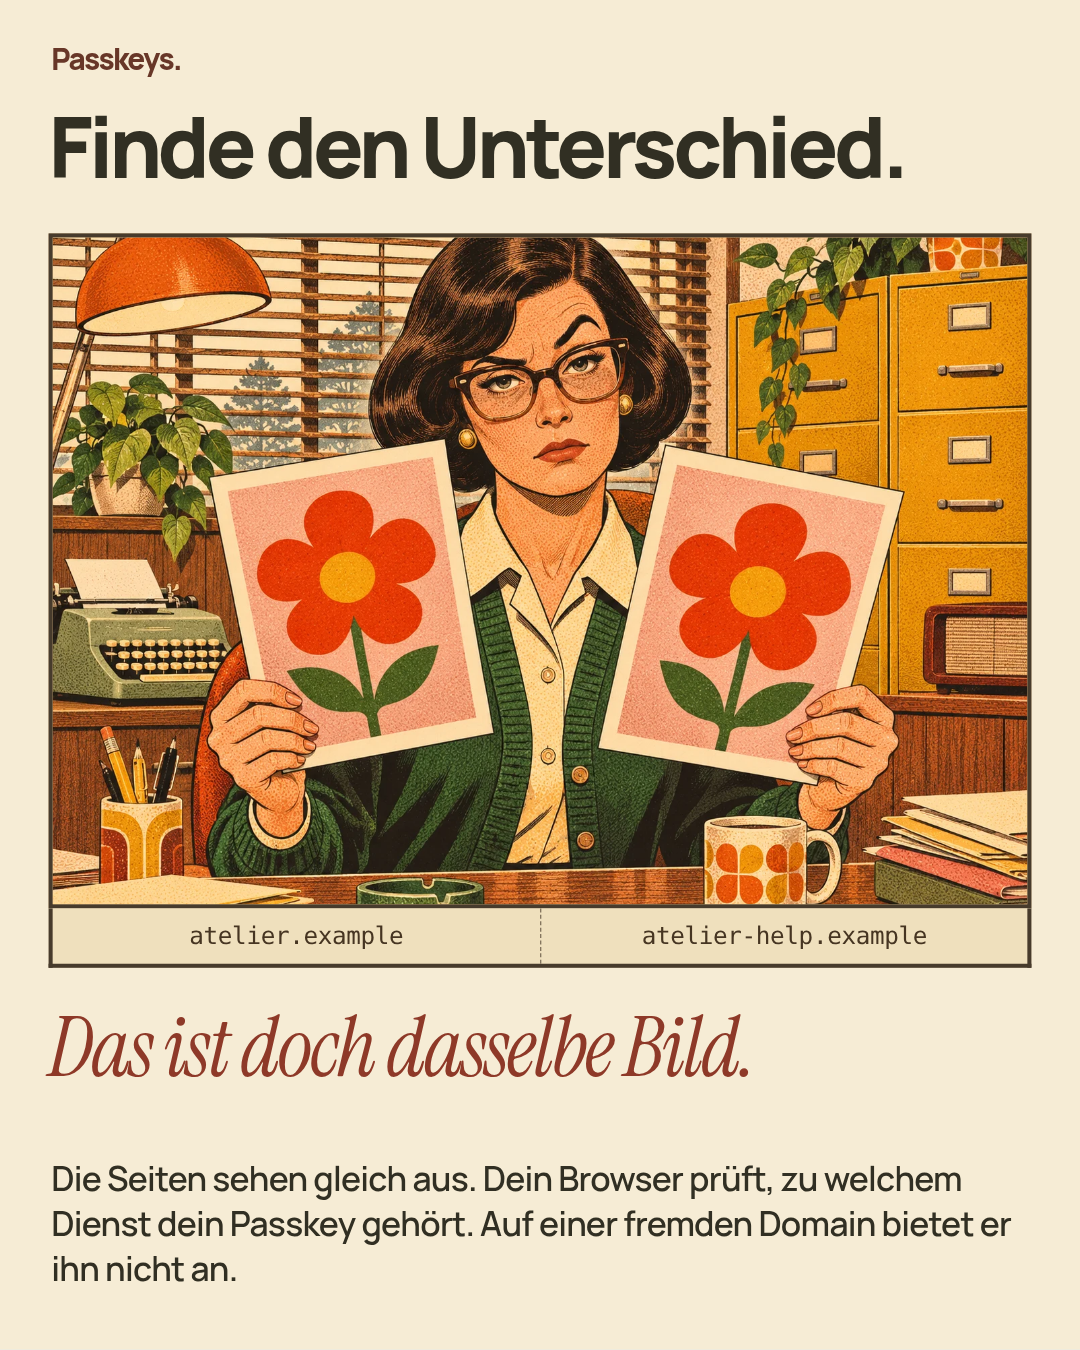 Passkeys.
Finde den Unterschied.
atelier.example
atelier-help.example
Das ist doch dasselbe Bild.
Die Seiten sehen gleich aus. Dein Browser prüft, zu welchem
Dienst dein Passkey gehört. Auf einer fremden Domain bietet er
ihn nicht an.